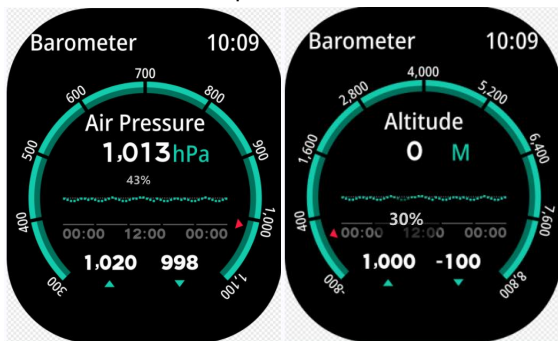 Barometer 10:09
700
600 800
500 900
400 1,000
300 1,100
Air Pressure
1,013hPa
43%
00:00 12:00 00:00
1,020 998
Barometer 10:09
4,000
2,800 5,200
1,600 6,400
400 7,600
-800 8,800
Altitude
0 M
30%
00:00 12:00 00:00
1,000 -100